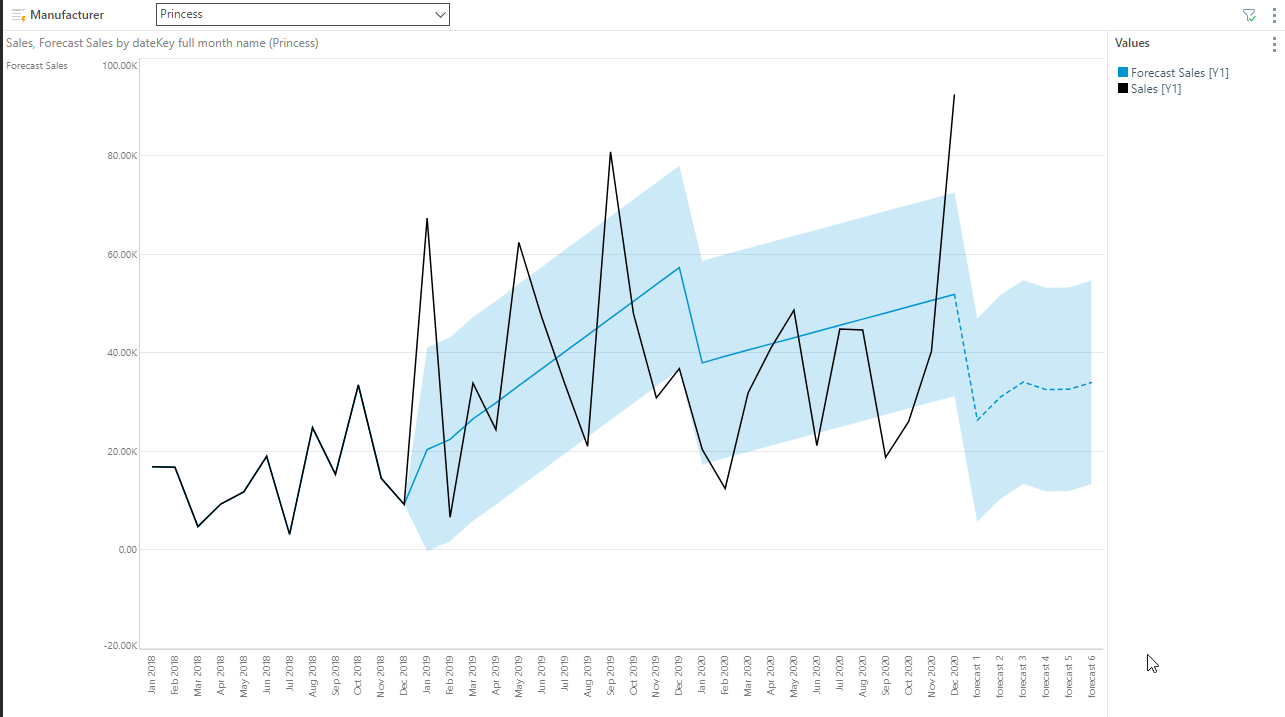 Manufacturer
Princess
Sales, Forecast Sales by dateKey full month name (Princess)
Values
Forecast Sales
Forecast Sales [Y1]
Sales [Y1]
100.00K
80.00K
60.00K
40.00K
20.00K
0.00
-20.00K
Jan 2018
Feb 2018
Mar 2018
Apr 2018
May 2018
Jun 2018
Jul 2018
Aug 2018
Sep 2018
Oct 2018
Nov 2018
Dec 2018
Jan 2019
Feb 2019
Mar 2019
Apr 2019
May 2019
Jun 2019
Jul 2019
Aug 2019
Sep 2019
Oct 2019
Nov 2019
Dec 2019
Jan 2020
Feb 2020
Mar 2020
Apr 2020
May 2020
Jun 2020
Jul 2020
Aug 2020
Sep 2020
Oct 2020
Nov 2020
Dec 2020
forecast 1
forecast 2
forecast 3
forecast 4
forecast 5
forecast 6